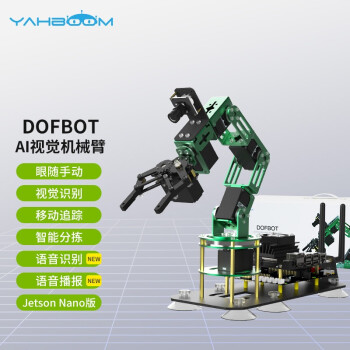 YAHBOOM
DOFBOT
AI视觉机械臂
眼随手动
视觉识别
移动追踪
智能分拣
语音识别 NEW
语音播报 NEW
Jetson Nano版
DOFBOT